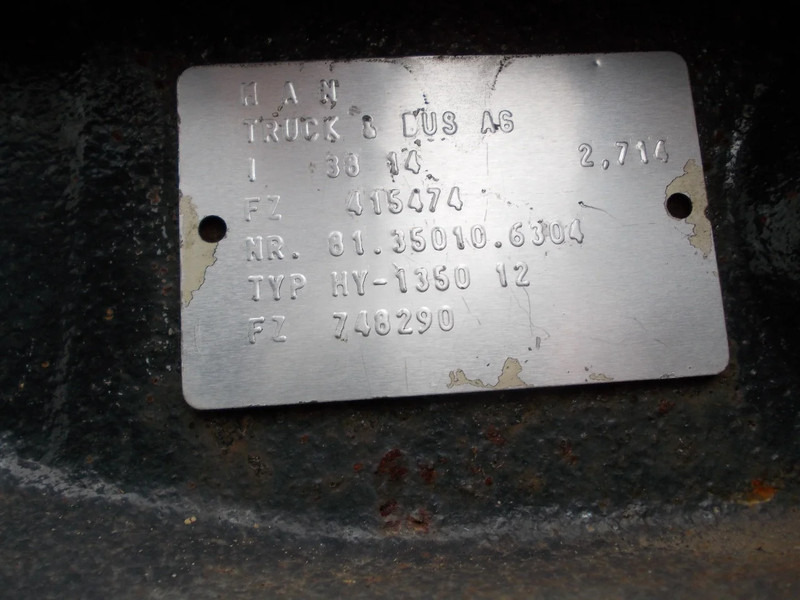 M A N
TRUCK & BUS AG
I 38 14 2,714
FZ 415474
NR. 81.35010.6304
TYP HY-1350 12
FZ 748290